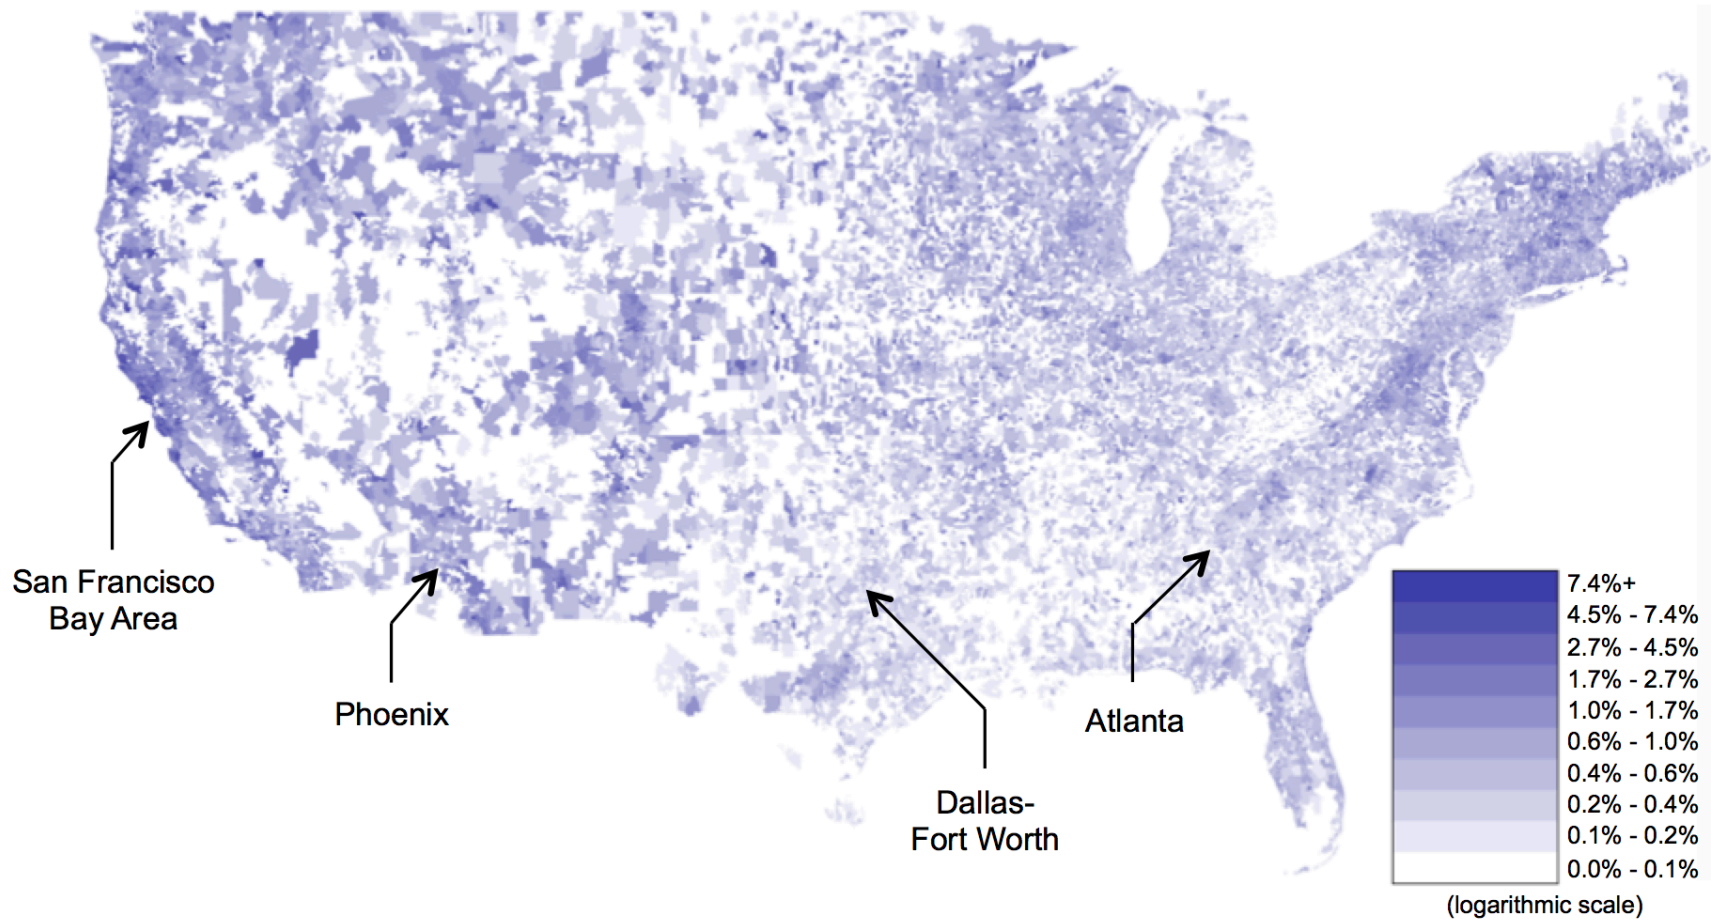 San Francisco
Bay Area
Phoenix
Dallas-
Fort Worth
Atlanta
7.4%+
4.5% - 7.4%
2.7% - 4.5%
1.7% - 2.7%
1.0% - 1.7%
0.6% - 1.0%
0.4% - 0.6%
0.2% - 0.4%
0.1% - 0.2%
0.0% - 0.1%
(logarithmic scale)